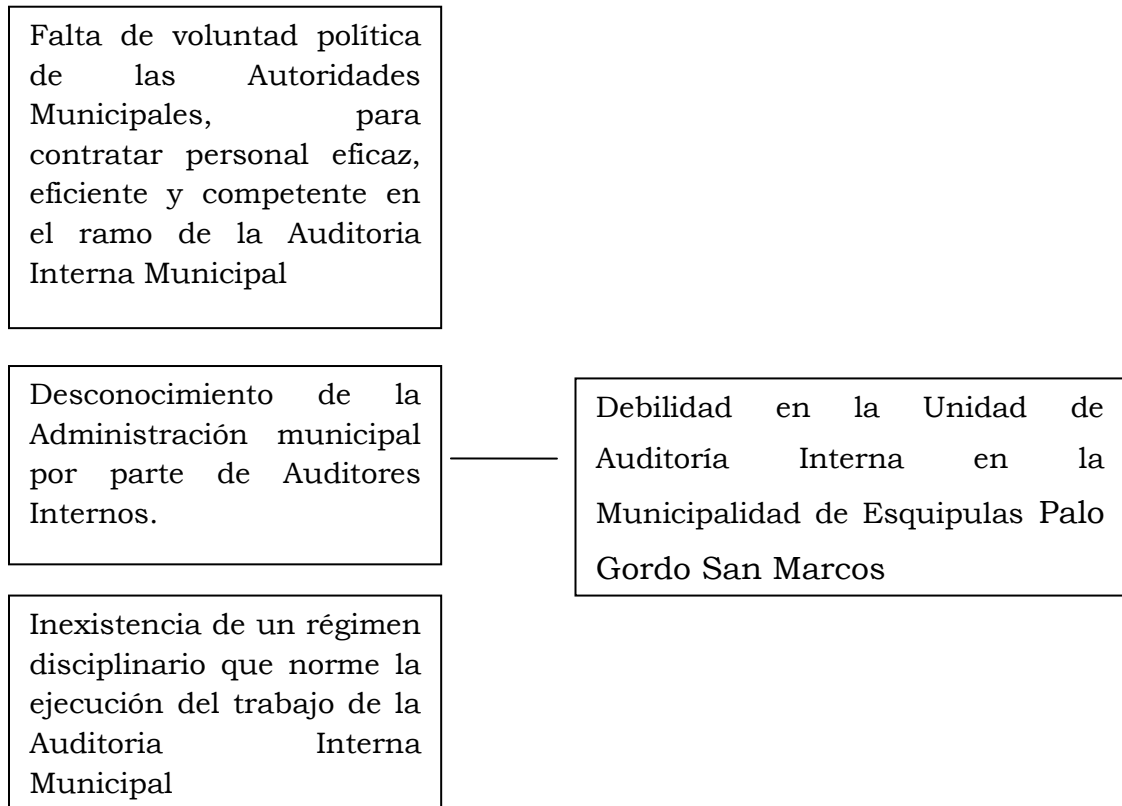 Falta de voluntad política
de las Autoridades
Municipales, para
contratar personal eficaz,
eficiente y competente en
el ramo de la Auditoria
Interna Municipal
Desconocimiento de la
Administración municipal
por parte de Auditores
Internos.
Debilidad en la Unidad de
Auditoría Interna en la
Municipalidad de Esquipulas Palo
Gordo San Marcos
Inexistencia de un régimen
disciplinario que norme la
ejecución del trabajo de la
Auditoria Interna
Municipal